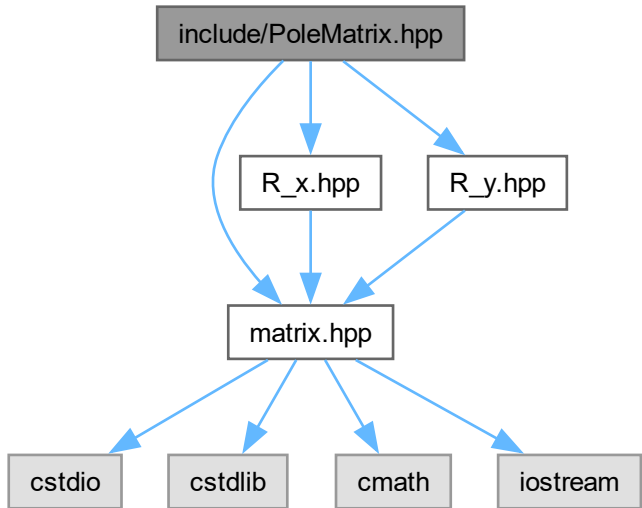 include/PoleMatrix.hpp
R_x.hpp
R_y.hpp
matrix.hpp
cstdio
cstdlib
cmath
iostream